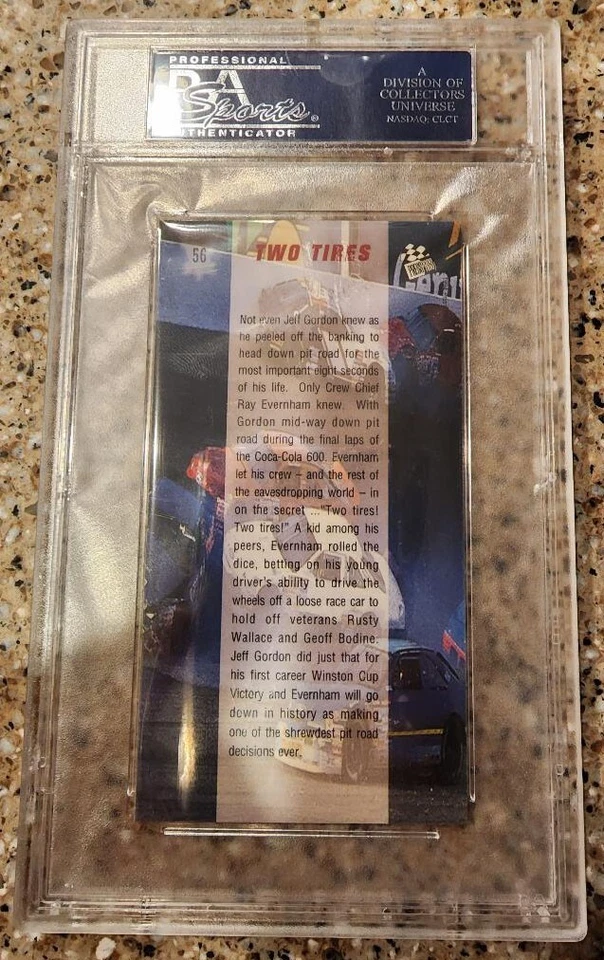 PROFESSIONAL
PSA
Sports®
AUTHENTICATOR
A
DIVISION OF
COLLECTORS
UNIVERSE
NASDAQ: CLCT
56
TWO TIRES
PRESS PASS
Not even Jeff Gordon knew as
he peeled off the banking to
head down pit road for the
most important eight seconds
of his life. Only Crew Chief
Ray Evernham knew. With
Gordon mid-way down pit
road during the final laps of
the Coca-Cola 600. Evernham
let his crew – and the rest of
the eavesdropping world – in
on the secret ..."Two tires!
Two tires!" A kid among his
peers, Evernham rolled the
dice, betting on his young
driver's ability to drive the
wheels off a loose race car to
hold off veterans Rusty
Wallace and Geoff Bodine.
Jeff Gordon did just that for
his first career Winston Cup
Victory and Evernham will go
down in history as making
one of the shrewdest pit road
decisions ever.